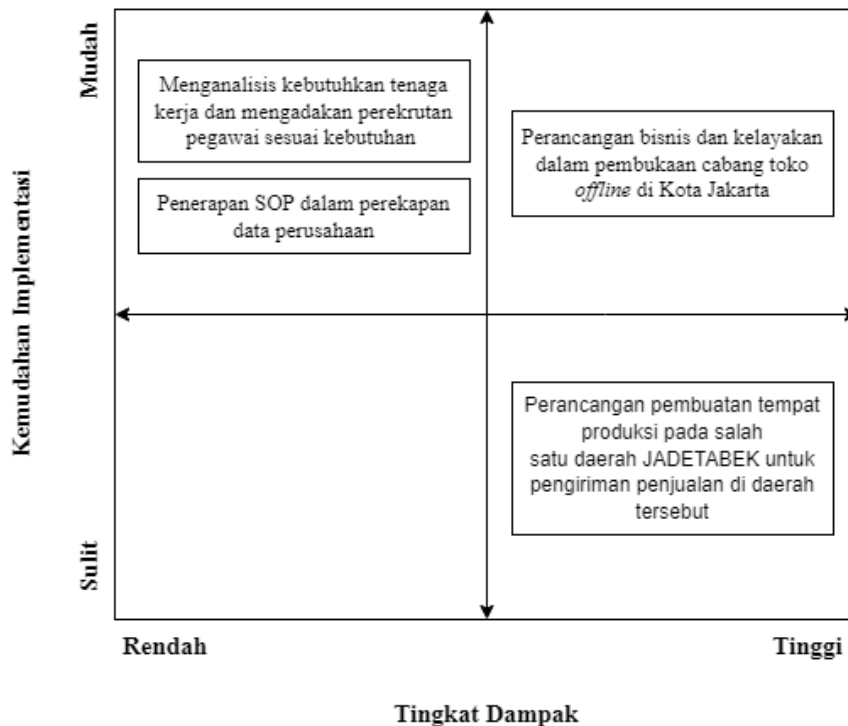 Kemudahan Implementasi
Mudah
Sulit
Menganalisis kebutuhkan tenaga
kerja dan mengadakan perekrutan
pegawai sesuai kebutuhan
Penerapan SOP dalam perekapan
data perusahaan
Perancangan bisnis dan kelayakan
dalam pembukaan cabang toko
offline di Kota Jakarta
Perancangan pembuatan tempat
produksi pada salah
satu daerah JADETABEK untuk
pengiriman penjualan di daerah
tersebut
Rendah
Tinggi
Tingkat Dampak